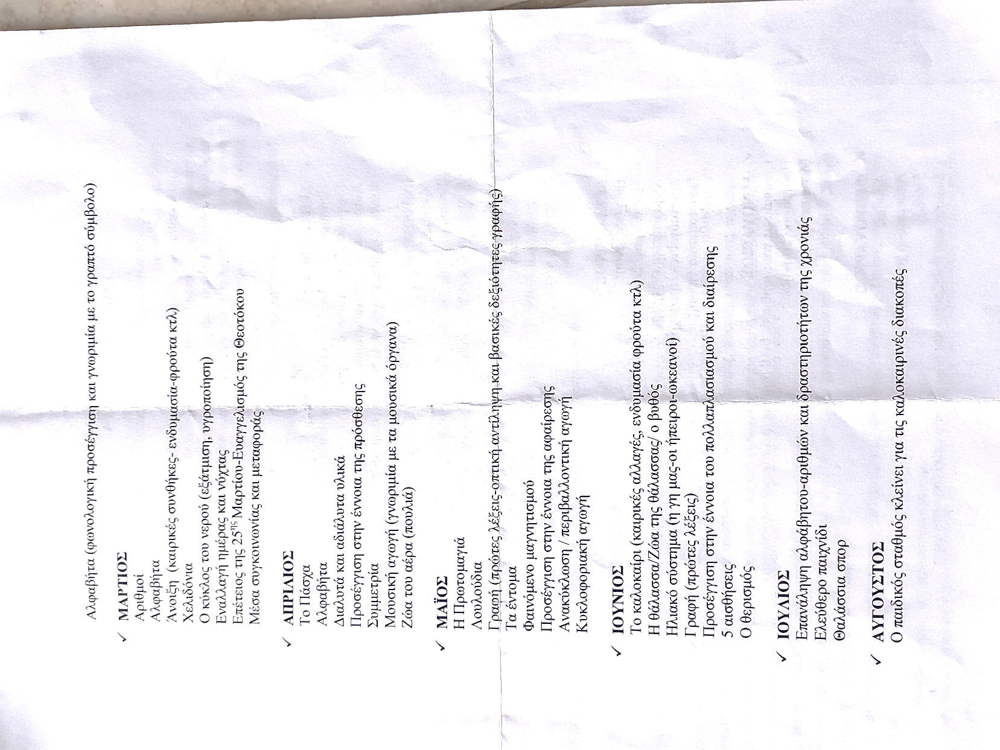 Αλφαβήτα (φωνολογική προσέγγιση και γνωριμία με το γραπτό σύμβολο)
✓ ΜΑΡΤΙΟΣ
Αριθμοί
Αλφαβήτα
Άνοιξη (καιρικές συνθήκες- ενδυμασία-φρούτα κτλ)
Χελιδόνια
Ο κύκλος του νερού (εξάτμιση, υγροποίηση)
Εναλλαγή ημέρας και νύχτας
Επέτειος της 25ης Μαρτίου-Ευαγγελισμός της Θεοτόκου
Μέσα συγκοινωνίας και μεταφοράς
✓ ΑΠΡΙΛΙΟΣ
Το Πάσχα
Αλφαβήτα
Διαλυτά και αδιάλυτα υλικά
Προσέγγιση στην έννοια της πρόσθεσης
Συμμετρία
Μουσική αγωγή (γνωριμία με τα μουσικά όργανα)
Ζώα του αέρα (πουλιά)
✓ ΜΑΪΟΣ
Η Πρωτομαγιά
Λουλούδια
Γραφή (πρώτες λέξεις-οπτική αντίληψη και βασικές δεξιότητες γραφής)
Τα έντομα
Φαινόμενο μαγνητισμού
Προσέγγιση στην έννοια της αφαίρεσης
Ανακύκλωση / περιβαλλοντική αγωγή
Κυκλοφοριακή αγωγή
✓ ΙΟΥΝΙΟΣ
Το καλοκαίρι (καιρικές αλλαγές, ενδυμασία φρούτα κτλ)
Η θάλασσα/Ζώα της θάλασσας/ ο βυθός
Ηλιακό σύστημα (η γη μας-οι ήπειροι-ωκεανοί)
Γραφή (πρώτες λέξεις)
Προσέγγιση στην έννοια του πολλαπλασιασμού και διαίρεσης
5 αισθήσεις
Ο θερισμός
✓ ΙΟΥΛΙΟΣ
Επανάληψη αλφάβητου-αριθμών και δραστηριοτήτων της χρονιάς
Ελεύθερο παιχνίδι
Θαλάσσια σπορ
✓ ΑΥΓΟΥΣΤΟΣ
Ο παιδικός σταθμός κλείνει για τις καλοκαιρινές διακοπές